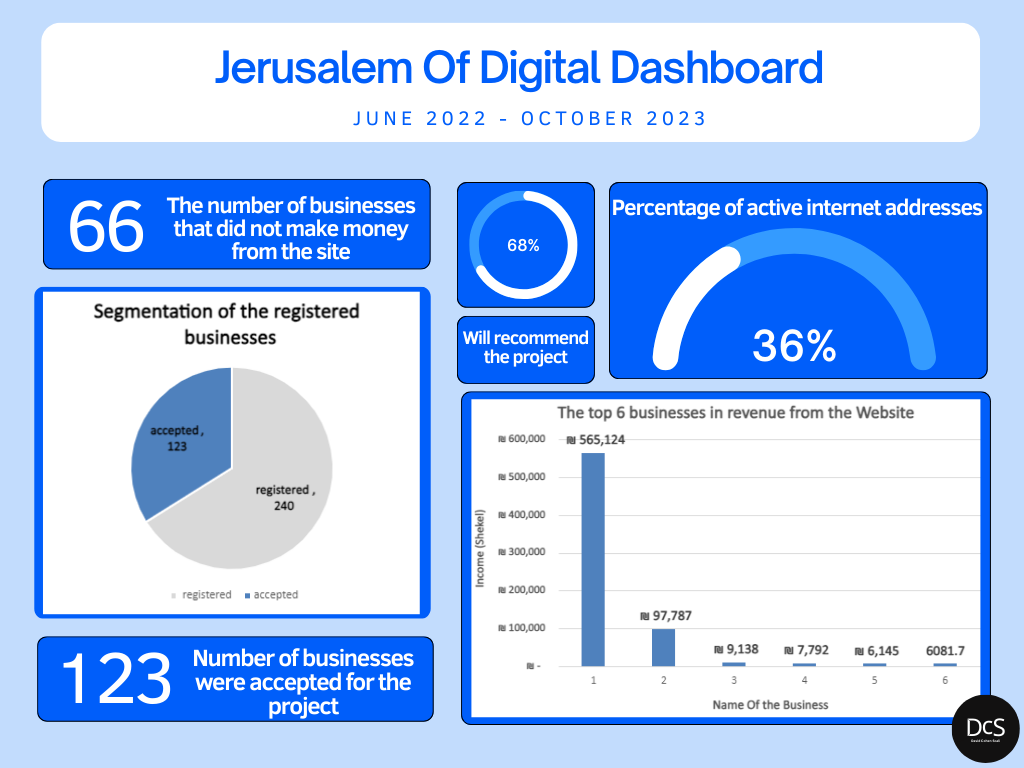 Jerusalem Of Digital Dashboard
JUNE 2022 - OCTOBER 2023
66
The number of businesses
that did not make money
from the site
68%
Will recommend
the project
Percentage of active internet addresses
36%
Segmentation of the registered
businesses
accepted ,
123
registered ,
240
registered
accepted
123
Number of businesses
were accepted for the
project
The top 6 businesses in revenue from the Website
₪ 600,000
₪ 500,000
₪ 400,000
₪ 300,000
₪ 200,000
₪ 100,000
₪ -
Income (Shekel)
₪ 565,124
₪ 97,787
₪ 9,138
₪ 7,792
₪ 6,145
6081.7
1 2 3 4 5 6
Name Of the Business
DcS